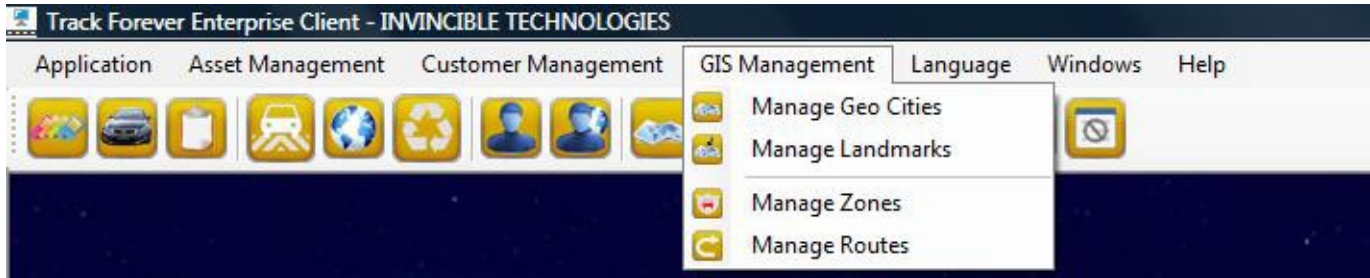 Track Forever Enterprise Client - INVINCIBLE TECHNOLOGIES
Application Asset Management Customer Management GIS Management Language Windows Help
Manage Geo Cities
Manage Landmarks
Manage Zones
Manage Routes